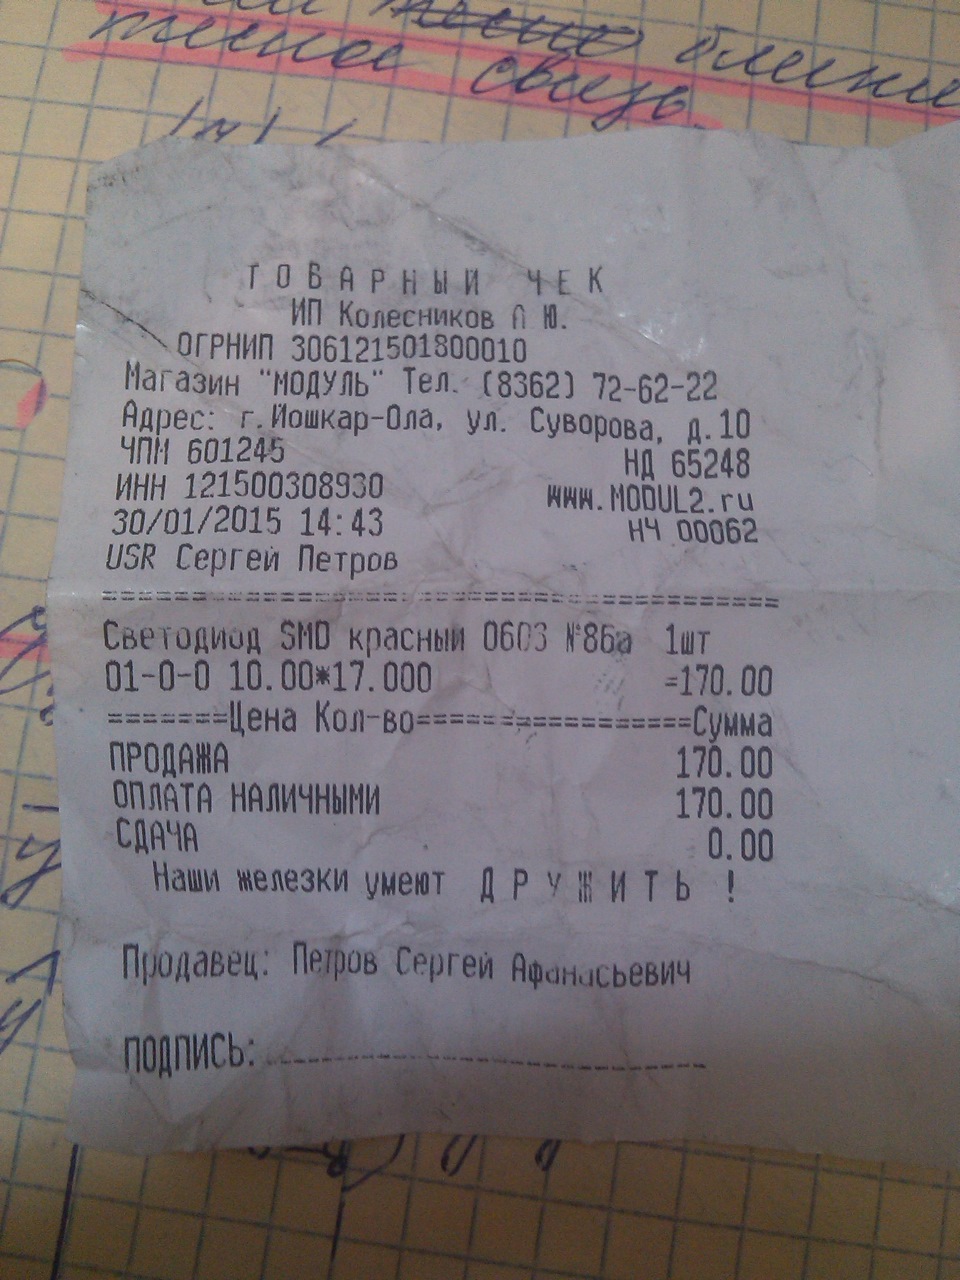 связь
ТОВАРНЫЙ ЧЕК
ИП Колесников А Ю.
ОГРНИП 306121501800010
Магазин "МОДУЛЬ" Тел. (8362) 72-62-22
Адрес: г.Йошкар-Ола, ул. Суворова, д.10
ЧПМ 601245 НД 65248
ИНН 121500308930 www.MODUL2.ru
30/01/2015 14:43 НЧ 00062
USR Сергей Петров
========================================
Светодиод SMD красный 0603 №86а 1шт
01-0-0 10.00*17.000 =170.00
=======Цена Кол-во==================Сумма
ПРОДАЖА 170.00
ОПЛАТА НАЛИЧНЫМИ 170.00
СДАЧА 0.00
Наши железки умеют ДРУЖИТЬ !
Продавец: Петров Сергей Афанасьевич
ПОДПИСЬ: